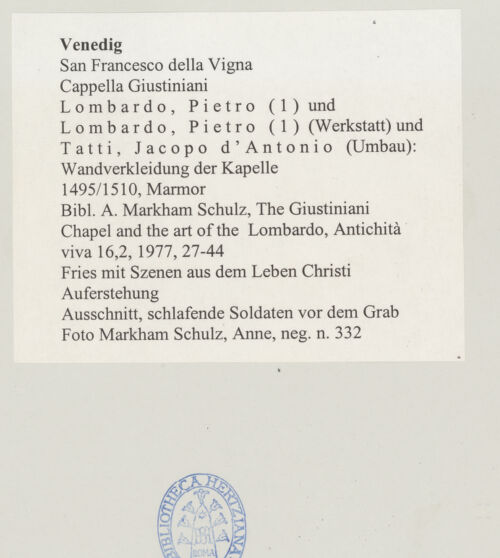 Venedig
San Francesco della Vigna
Cappella Giustiniani
Lombardo, Pietro (1) und
Lombardo, Pietro (1) (Werkstatt) und
Tatti, Jacopo d'Antonio (Umbau):
Wandverkleidung der Kapelle
1495/1510, Marmor
Bibl. A. Markham Schulz, The Giustiniani
Chapel and the art of the Lombardo, Antichità
viva 16,2, 1977, 27-44
Fries mit Szenen aus dem Leben Christi
Auferstehung
Ausschnitt, schlafende Soldaten vor dem Grab
Foto Markham Schulz, Anne, neg. n. 332
BIBLIOTHECA HERTZIANA
ROMA